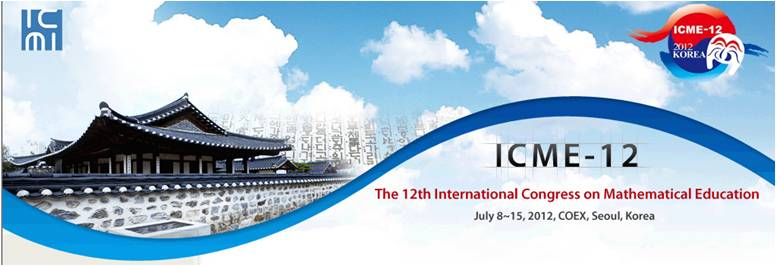 ICMI
ICME-12
2012
KOREA
ICME-12
The 12th International Congress on Mathematical Education
July 8~15, 2012, COEX, Seoul, Korea